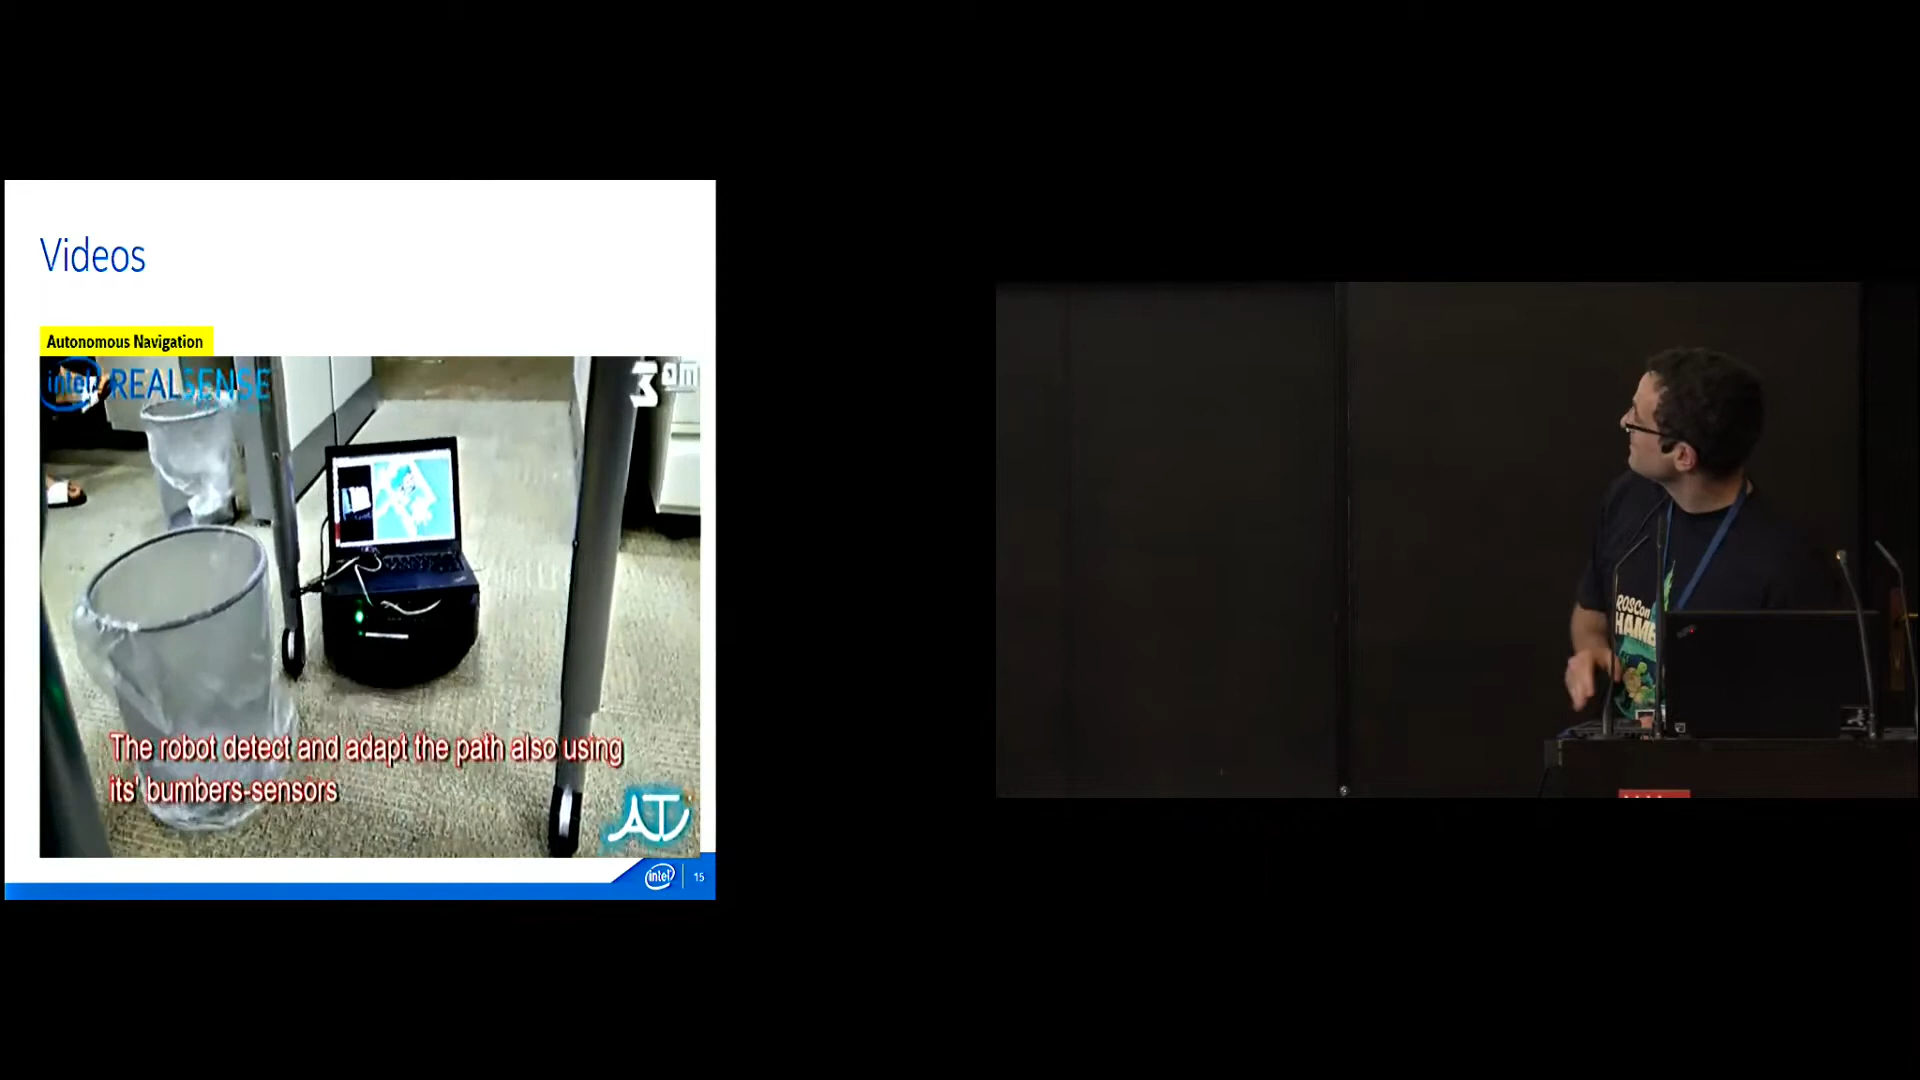 Videos
Autonomous Navigation
intel REALSENSE
The robot detect and adapt the path also using
its' bumbers-sensors
intel
15
ROSCon
HAMB